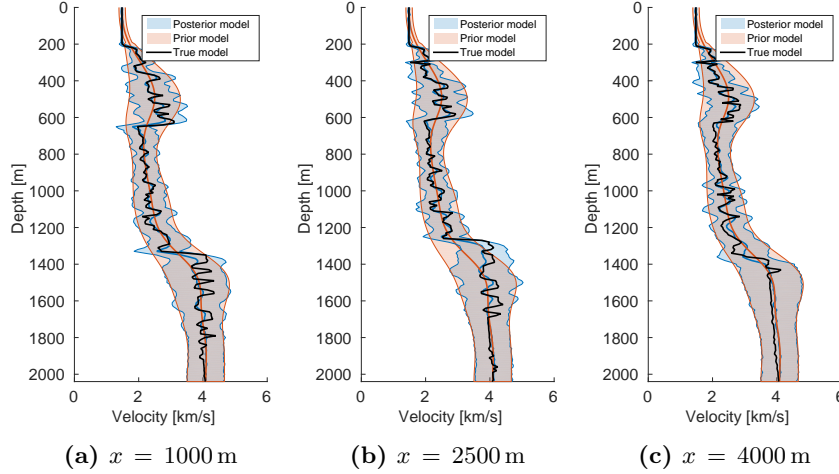 0
200
400
600
800
1000
1200
1400
1600
1800
2000
Depth [m]
0 2 4 6
Velocity [km/s]
Posterior model
Prior model
True model
(a) x = 1000 m
0
200
400
600
800
1000
1200
1400
1600
1800
2000
Depth [m]
0 2 4 6
Velocity [km/s]
Posterior model
Prior model
True model
(b) x = 2500 m
0
200
400
600
800
1000
1200
1400
1600
1800
2000
Depth [m]
0 2 4 6
Velocity [km/s]
Posterior model
Prior model
True model
(c) x = 4000 m